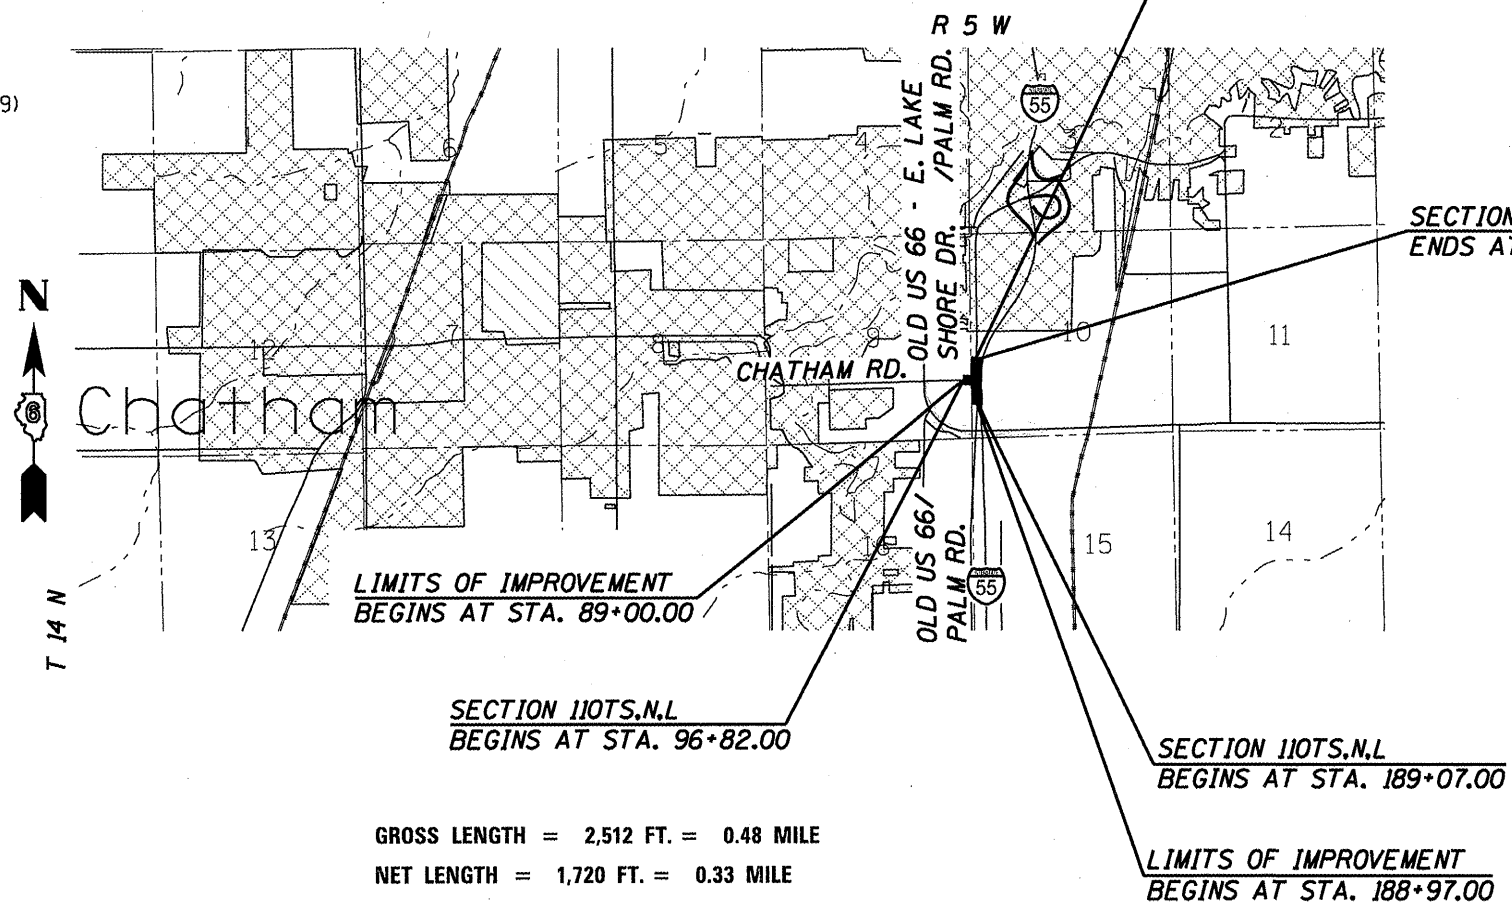 R 5 W
9)
OLD US 66 - E. LAKE
SHORE DR. /PALM RD.
55
6
5
4
2
SECTION
ENDS AT
N
7
8
9
10
11
12
CHATHAM RD.
6
Chatham
13
15
14
OLD US 66/
PALM RD.
55
T 14 N
LIMITS OF IMPROVEMENT
BEGINS AT STA. 89+00.00
SECTION 110TS,N,L
BEGINS AT STA. 96+82.00
SECTION 110TS,N,L
BEGINS AT STA. 189+07.00
GROSS LENGTH = 2,512 FT. = 0.48 MILE
NET LENGTH = 1,720 FT. = 0.33 MILE
LIMITS OF IMPROVEMENT
BEGINS AT STA. 188+97.00